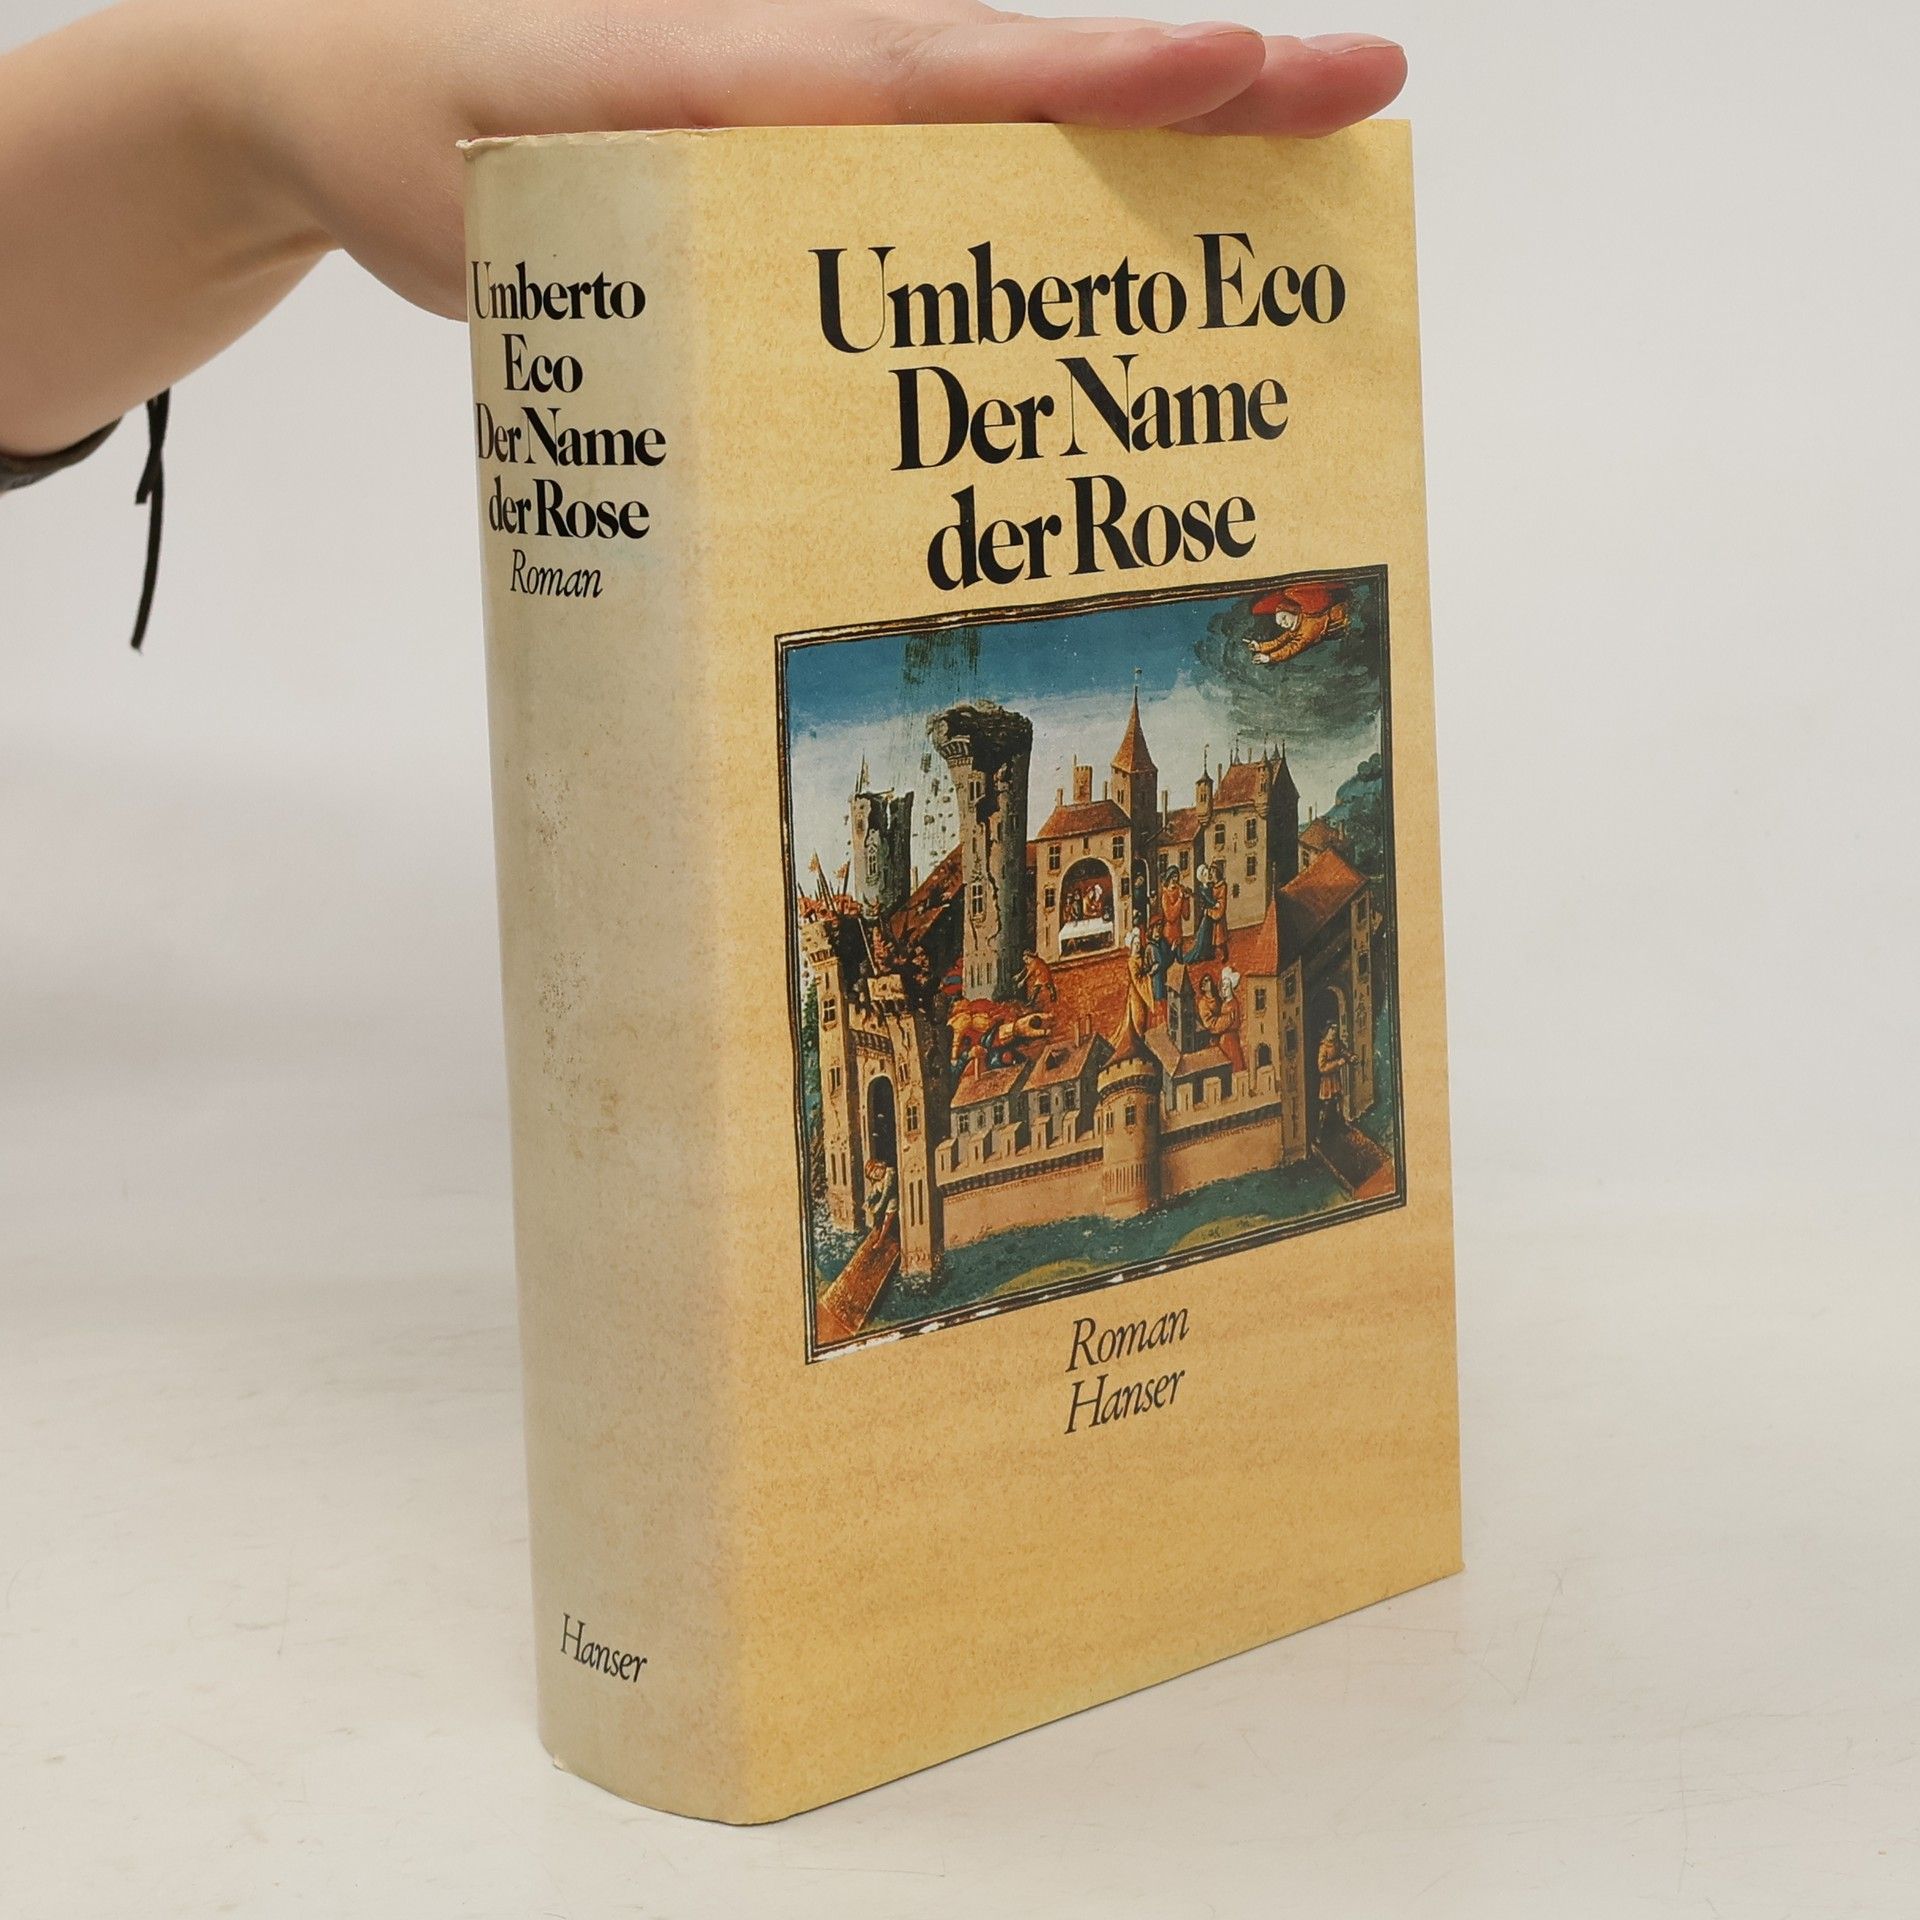 Umberto
Eco
Der Name
der Rose
Roman
Hanser
Umberto Eco
Der Name
der Rose
Roman
Hanser